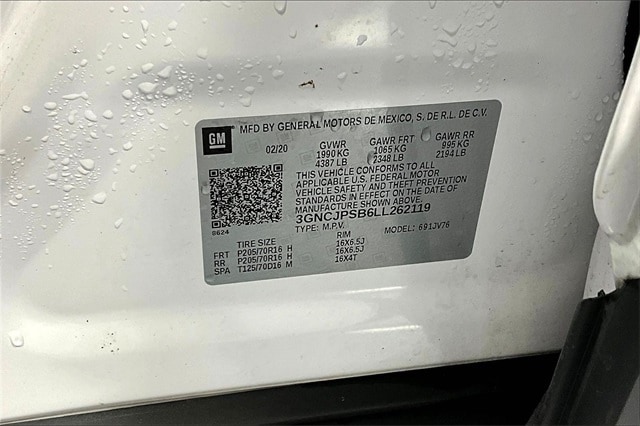 GM
MFD BY GENERAL MOTORS DE MEXICO, S. DE R.L. DE C.V.
02/20 GVWR GAWR FRT GAWR RR
1990 KG 1065 KG 995 KG
4387 LB 2348 LB 2194 LB
THIS VEHICLE CONFORMS TO ALL
APPLICABLE U.S. FEDERAL MOTOR
VEHICLE SAFETY AND THEFT PREVENTION
STANDARDS IN EFFECT ON THE DATE OF
MANUFACTURE SHOWN ABOVE.
3GNCJPSB6LL262119
8624
TYPE: M.P.V. MODEL: 691JV76
TIRE SIZE RIM
FRT P205/70R16 H 16X6.5J
RR P205/70R16 H 16X6.5J
SPA T125/70D16 M 16X4T